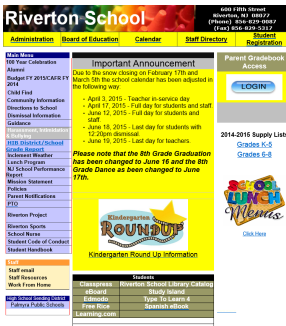 Riverton School
600 Fifth Street
Riverton, NJ 08077
(Phone) 856-829-0087
(Fax) 856-829-5317
Administration
Board of Education
Calendar
Staff Directory
Student Registration
Main Menu
100 Year Celebration
Alumni
Budget FY 2015/CAFR FY 2014
Child Find
Community Information
Directions to School
Dismissal Information
Guidance
Harassment, Intimidation & Bullying
HIB District/School Grade Report
Inclement Weather
Lunch Program
NJ School Performance Report
Mission Statement
Policies
Parent Notifications
PTO
Riverton Project
Riverton Sports
School Nurse
Student Code of Conduct
Student Handbook
Staff
Staff email
Staff Resources
Work From Home
High School Sending District
Palmyra Public Schools
Important Announcement
Due to the snow closing on February 17th and
March 5th the school calendar has been adjusted in
the following way:
- April 3, 2015 - Teacher in-service day
- April 17, 2015 - Full day for students and staff
- June 12, 2015 - Full day for students and
staff
- June 18, 2015 - Last day for students with
12:20pm dismissal.
- June 19, 2015 - Last day for teachers.
Please note that the 8th Grade Graduation
has been changed to June 16 and the 8th
Grade Dance as been changed to June
17th.
Kindergarten
ROUNDUP
Kindergarten Round Up Information
Students
Classpress
Riverton School Library Catalog
eBoard
Study Island
Edmodo
Type To Learn 4
Free Rice
Spanish eBook
Learning.com
Parent Gradebook
Access
LOGIN
2014-2015 Supply Lists
Grades K-5
Grades 6-8
SCHOOL
LUNCH
Menus
Click Here